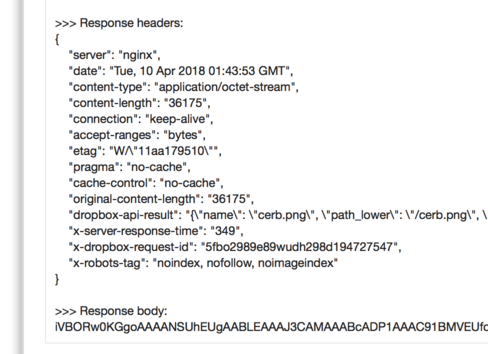 >>> Response headers:
{
"server": "nginx",
"date": "Tue, 10 Apr 2018 01:43:53 GMT",
"content-type": "application/octet-stream",
"content-length": "36175",
"connection": "keep-alive",
"accept-ranges": "bytes",
"etag": "W/\"11aa179510\"",
"pragma": "no-cache",
"cache-control": "no-cache",
"original-content-length": "36175",
"dropbox-api-result": "{\"name\": \"cerb.png\", \"path_lower\": \"/cerb.png\", \
"x-server-response-time": "349",
"x-dropbox-request-id": "5fbo2989e89wudh298d194727547",
"x-robots-tag": "noindex, nofollow, noimageindex"
}
>>> Response body:
iVBORw0KGgoAAAANSUhEUgAABLEAAAJ3CAMAAABcADP1AAAC91BMVEUfc